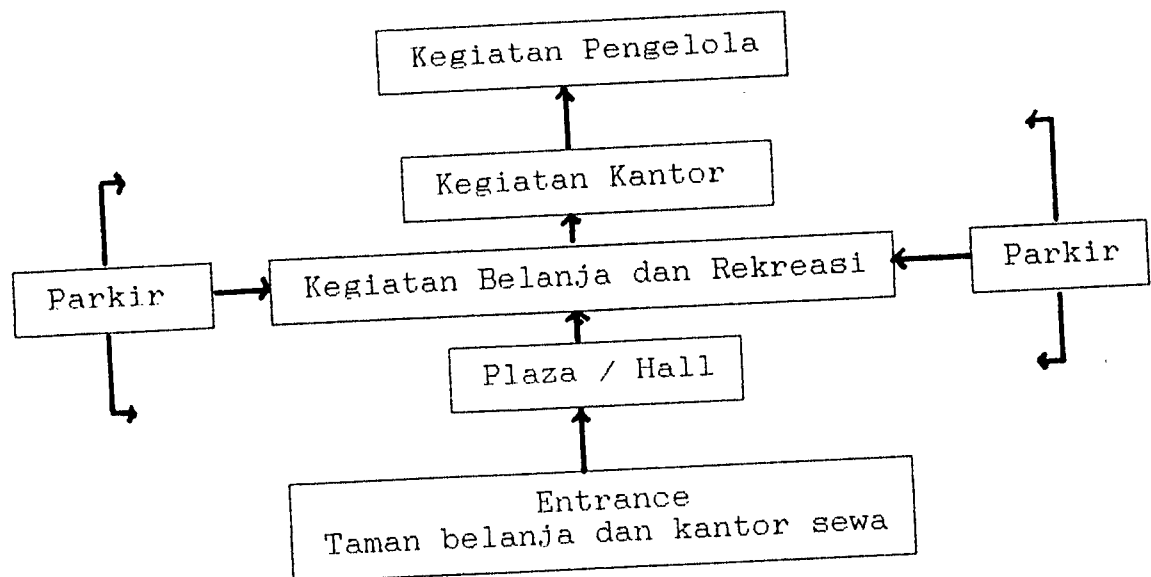 Kegiatan Pengelola
Kegiatan Kantor
Parkir
Kegiatan Belanja dan Rekreasi
Parkir
Plaza / Hall
Entrance
Taman belanja dan kantor sewa